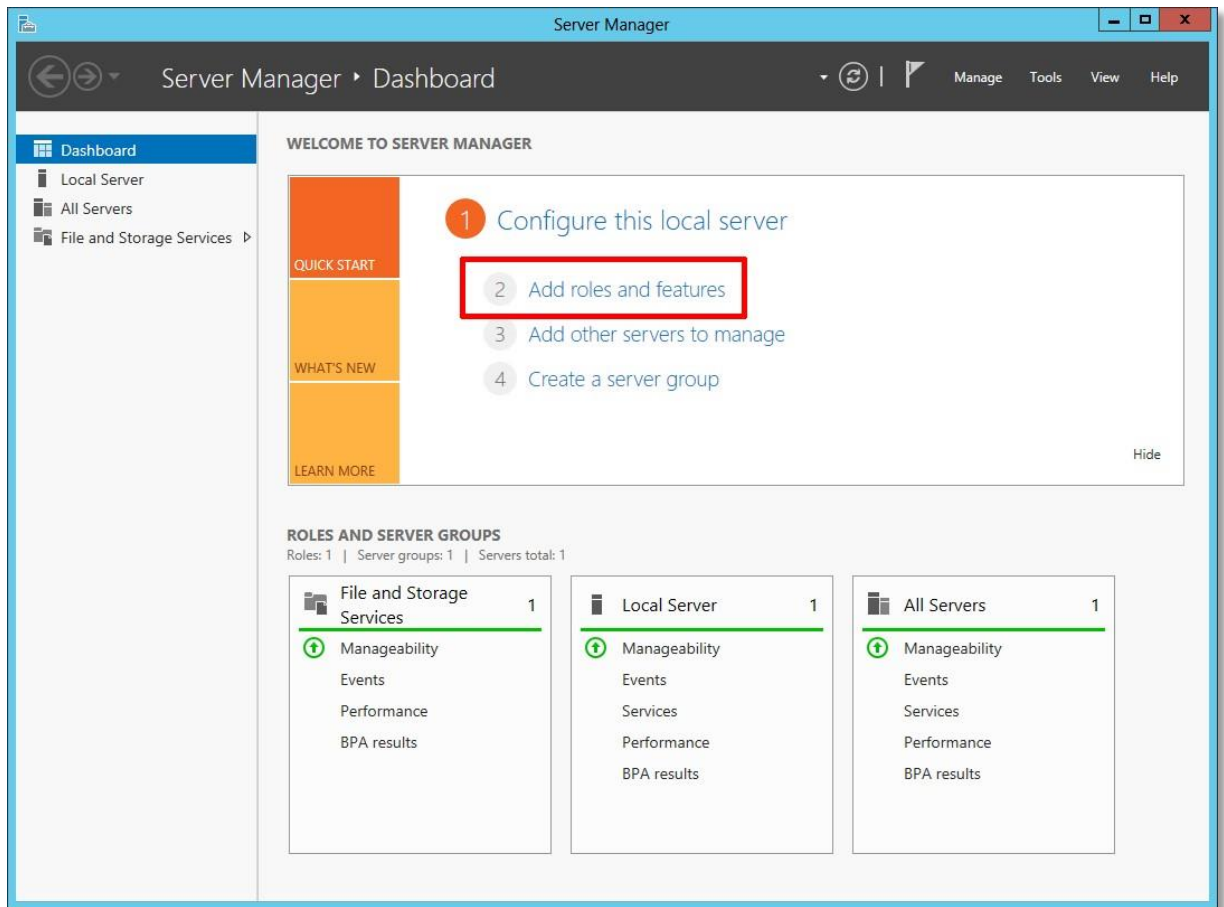 Server Manager
Server Manager ‣ Dashboard
Manage Tools View Help
Dashboard
Local Server
All Servers
File and Storage Services
WELCOME TO SERVER MANAGER
QUICK START
WHAT'S NEW
LEARN MORE
1 Configure this local server
2 Add roles and features
3 Add other servers to manage
4 Create a server group
Hide
ROLES AND SERVER GROUPS
Roles: 1 | Server groups: 1 | Servers total: 1
File and Storage
Services 1
Manageability
Events
Performance
BPA results
Local Server 1
Manageability
Events
Services
Performance
BPA results
All Servers 1
Manageability
Events
Services
Performance
BPA results